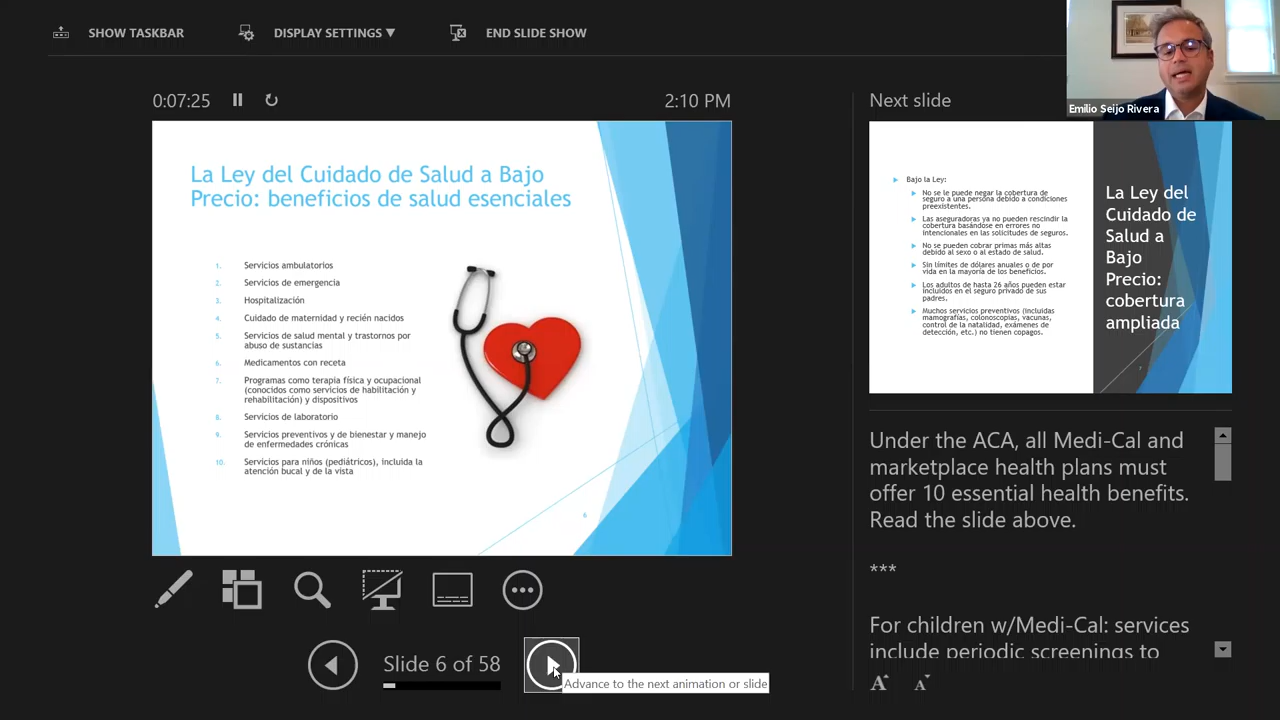 SHOW TASKBAR
DISPLAY SETTINGS ▼
END SLIDE SHOW
Emilio Seijo Rivera
0:07:25
2:10 PM
La Ley del Cuidado de Salud a Bajo
Precio: beneficios de salud esenciales
1. Servicios ambulatorios
2. Servicios de emergencia
3. Hospitalización
4. Cuidado de maternidad y recién nacidos
5. Servicios de salud mental y trastornos por
abuso de sustancias
6. Medicamentos con receta
7. Programas como terapia física y ocupacional
(conocidos como servicios de habilitación y
rehabilitación) y dispositivos
8. Servicios de laboratorio
9. Servicios preventivos y de bienestar y manejo
de enfermedades crónicas
10. Servicios para niños (pediátricos), incluida la
atención bucal y de la vista
6
Slide 6 of 58
Advance to the next animation or slide
Next slide
Bajo la Ley:
No se le puede negar la cobertura de
seguro a una persona debido a condiciones
preexistentes.
Las aseguradoras ya no pueden rescindir la
cobertura basándose en errores no
intencionales en las solicitudes de seguros.
No se pueden cobrar primas más altas
debido al sexo o al estado de salud.
Sin límites de dólares anuales o de por
vida en la mayoría de los beneficios.
Los adultos de hasta 26 años pueden estar
incluidos en el seguro privado de sus
padres.
Muchos servicios preventivos (incluidas
mamografías, colonoscopias, vacunas,
control de la natalidad, exámenes de
detección, etc.) no tienen copagos.
La Ley del
Cuidado de
Salud a
Bajo
Precio:
cobertura
ampliada
7
Under the ACA, all Medi-Cal and
marketplace health plans must
offer 10 essential health benefits.
Read the slide above.
***
For children w/Medi-Cal: services
include periodic screenings to
A A